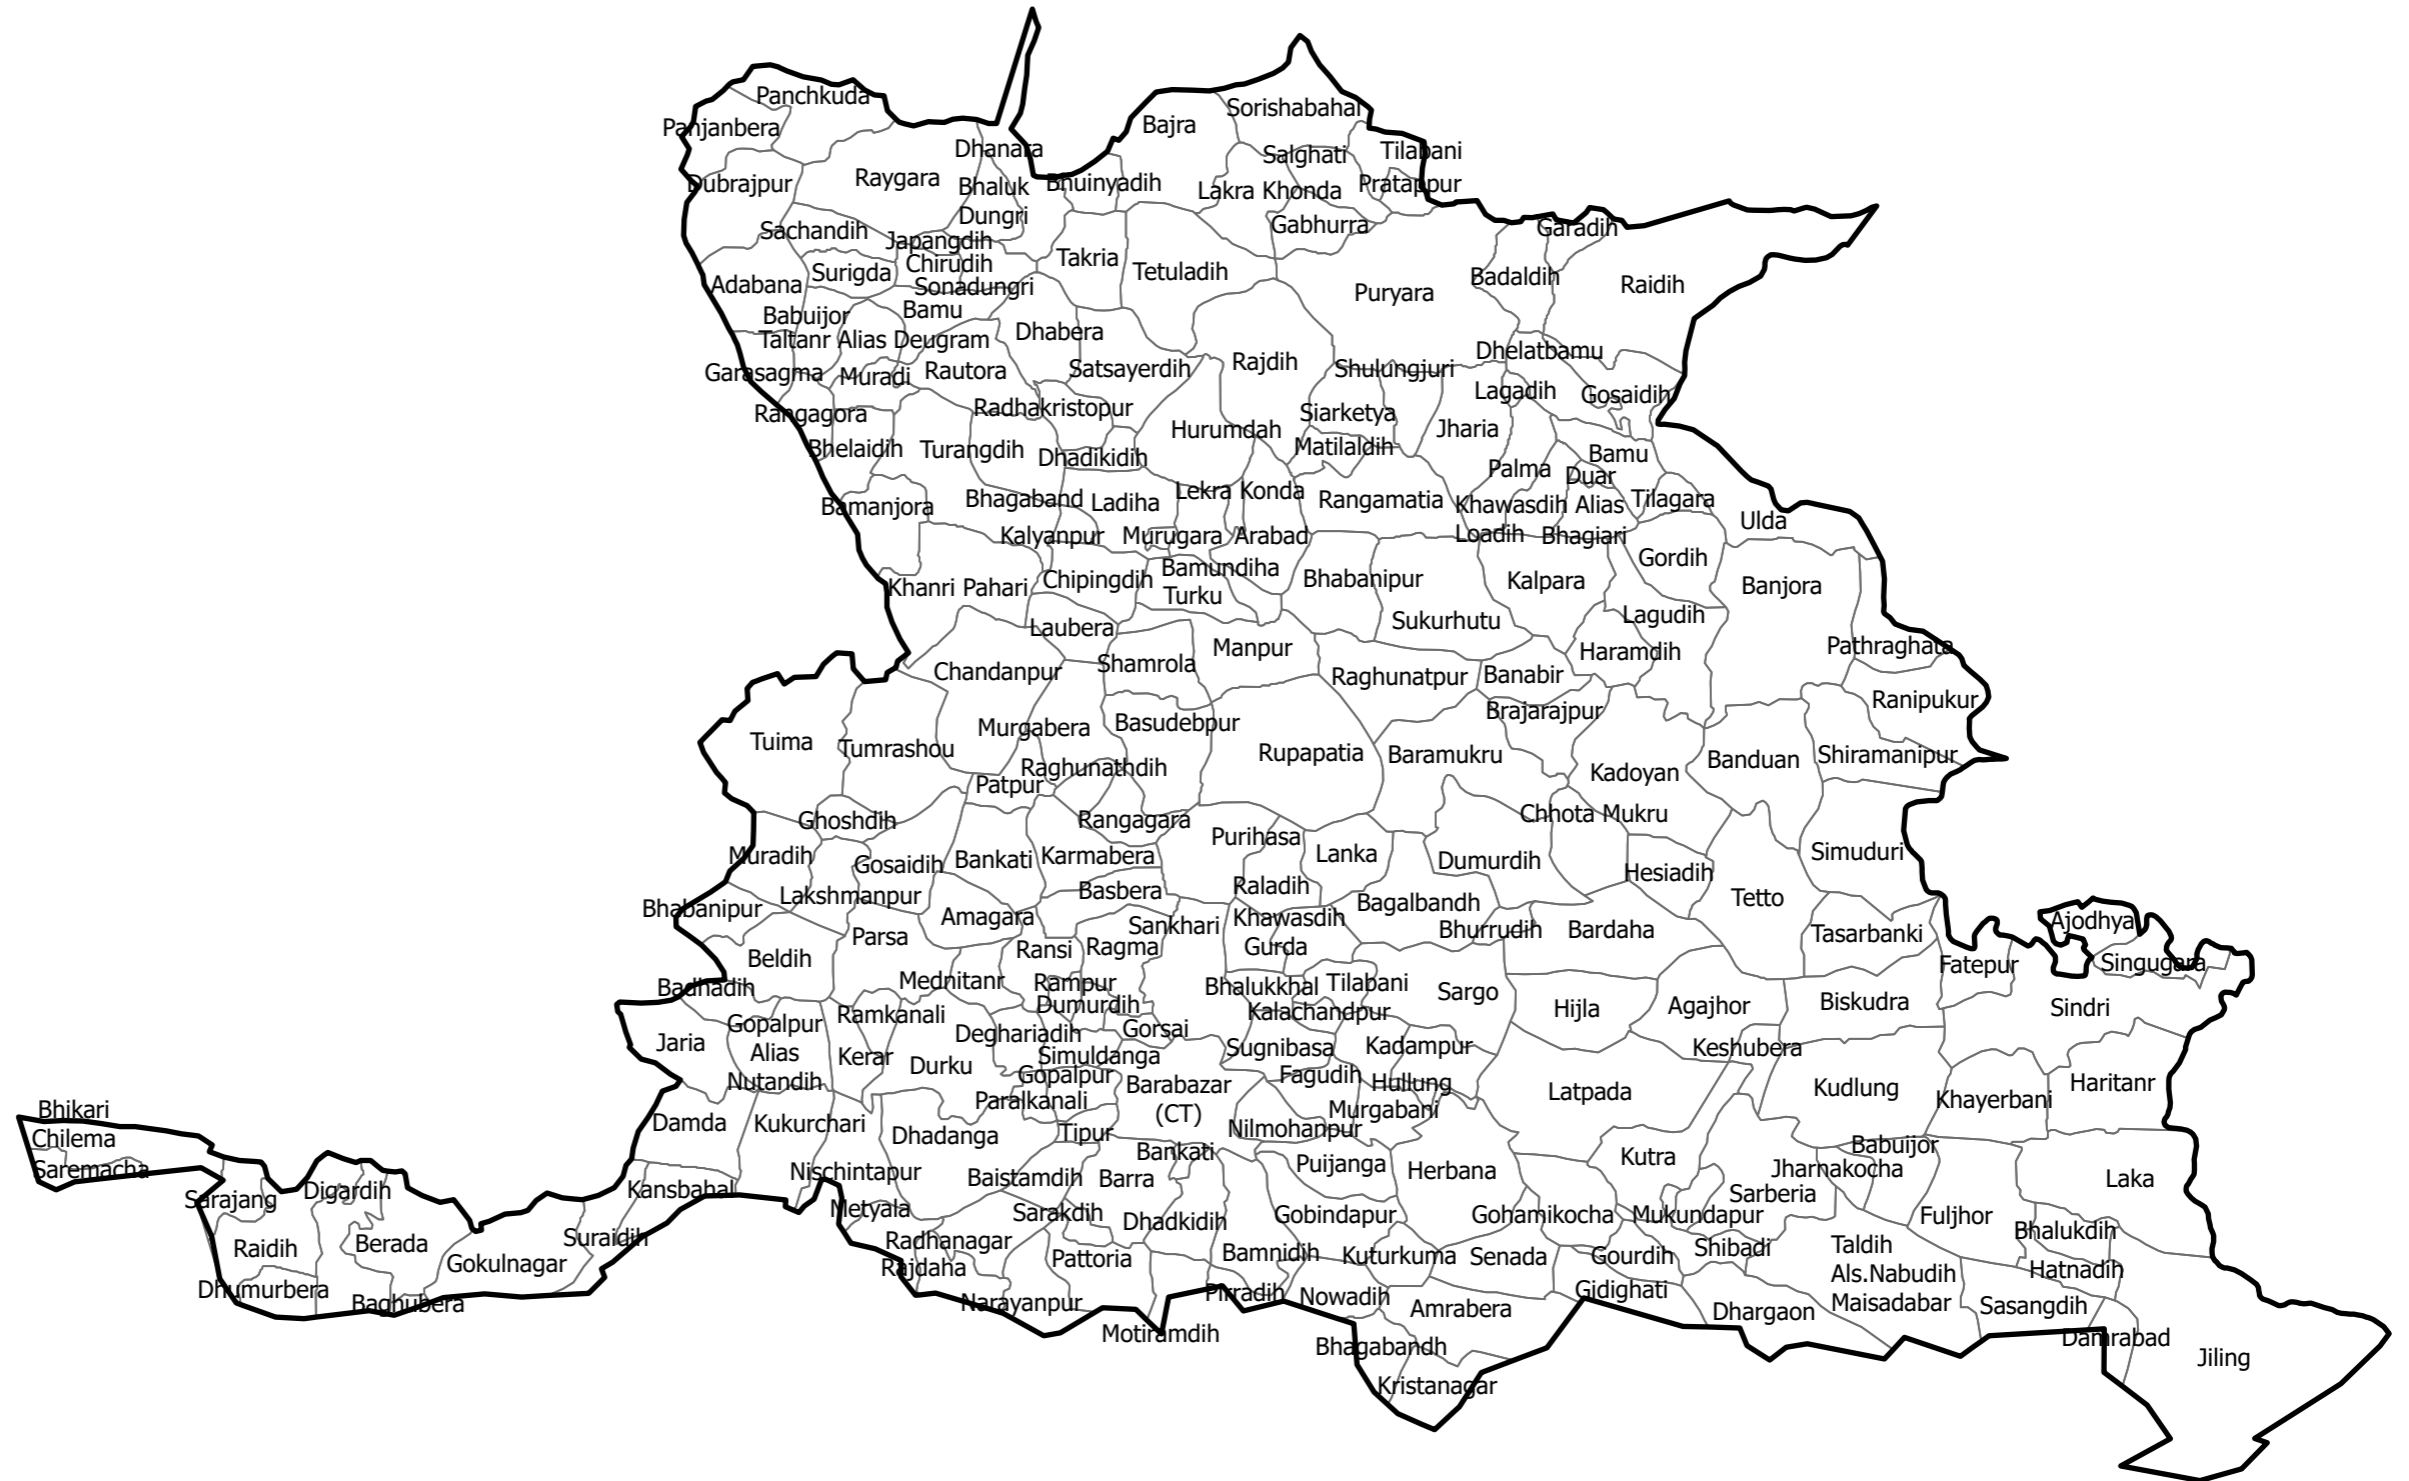 Panchkuda
Sorishabahal
Bajra
Panjanbera
Dhanara
Salghati
Tilabani
Raygara
Bhaluk
Dungri
Bhuinyadih
Dubrajpur
Lakra Khonda
Pratappur
Sachandih
Gabhurra
Garadih
Japangdih
Takria
Chirudih
Surigda
Tetuladih
Badaldih
Raidih
Adabana
Sonadungri
Puryara
Babuijor
Bamu
Dhabera
Taltanr Alias Deugram
Dhelatbamu
Rajdih
Garasagma
Muradi
Rautora
Satsayerdih
Shulungjuri
Lagadih
Gosaidih
Rangagora
Radhakristopur
Siarketya
Hurumdah
Jharia
Bhelaidih
Turangdih
Dhadikidih
Matilaldih
Bamu
Palma
Duar
Alias
Bhagiari
Bamanjora
Bhagaband
Ladiha
Lekra Konda
Rangamatia
Khawasdih
Tilagara
Ulda
Kalyanpur
Murugara
Arabad
Loadih
Gordih
Khanri Pahari
Chipingdih
Bamundiha
Turku
Bhabanipur
Kalpara
Banjora
Laubera
Sukurhutu
Lagudih
Chandanpur
Shamrola
Manpur
Raghunatpur
Banabir
Haramdih
Pathraghata
Ranipukur
Tuima
Tumrashou
Murgabera
Basudebpur
Brajarajpur
Rupapatia
Baramukru
Kadoyan
Banduan
Shiramanipur
Raghunathdih
Patpur
Ghoshdih
Rangagara
Chhota Mukru
Purihasa
Muradih
Gosaidih
Bankati
Karmabera
Lanka
Dumurdih
Hesiadih
Simuduri
Lakshmanpur
Basbera
Raladih
Tetto
Bhabanipur
Amagara
Sankhari
Khawasdih
Bagalbandh
Ajodhya
Parsa
Bhurrudih
Bardaha
Tasarbanki
Beldih
Ransi
Ragma
Gurda
Fatepur
Singugara
Badhadih
Mednitanr
Rampur
Bhalukkhal
Tilabani
Sargo
Hijla
Agajhor
Biskudra
Sindri
Dumurdih
Kalachandpur
Gopalpur
Alias
Nutandih
Ramkanali
Deghariadih
Gorsai
Jaria
Kerar
Durku
Simuldanga
Sugnibasa
Kadampur
Keshubera
Gopalpur
Fagudih
Hullung
Barabazar
(CT)
Latpada
Kudlung
Khayerbani
Haritanr
Paralkanali
Bhikari
Murgabani
Damda
Kukurchari
Dhadanga
Tipur
Nilmohanpur
Chilema
Saremacha
Bankati
Babuijor
Nischintapur
Baistamdih
Barra
Puijanga
Herbana
Kutra
Jharnakocha
Laka
Sarajang
Digardih
Kansbahal
Sarberia
Metyala
Sarakdih
Dhadkidih
Gobindapur
Gohamikocha
Mukundapur
Fuljhor
Bhalukdih
Raidih
Berada
Suraidih
Radhanagar
Gokulnagar
Pattoria
Bamnidih
Kuturkuma
Senada
Gourdih
Shibadi
Taldih
Als.Nabudih
Maisadabar
Rajdaha
Hatnadih
Dhumurbera
Baghubera
Narayanpur
Pirradih
Nowadih
Amrabera
Gidighati
Dhargaon
Sasangdih
Motiramdih
Bhagabandh
Damrabad
Jiling
Kristanagar